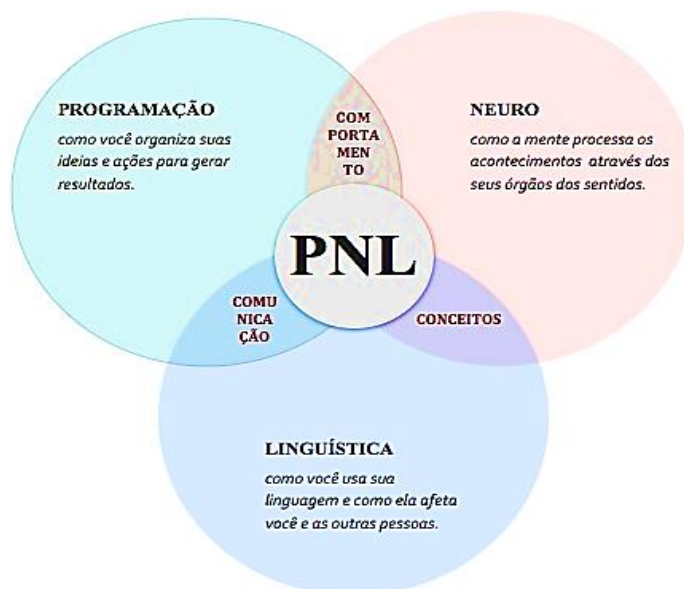 PROGRAMAÇÃO
como você organiza suas
ideias e ações para gerar
resultados.
COM
PORTA
MEN
TO
NEURO
como a mente processa os
acontecimentos através dos
seus órgãos dos sentidos.
PNL
COMU
NICA
ÇÃO
CONCEITOS
LINGUÍSTICA
como você usa sua
linguagem e como ela afeta
você e as outras pessoas.